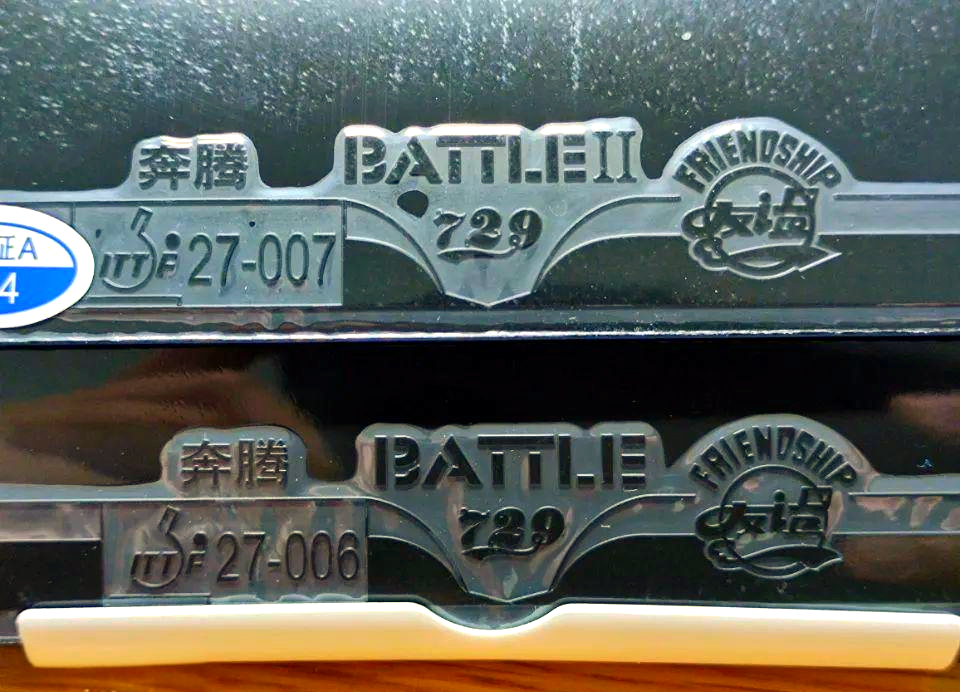 奔腾 BATTLE II FRIENDSHIP
729 友谊
ITTF 27-007
证A
4
奔腾 BATTLE FRIENDSHIP
729 友谊
ITTF 27-006